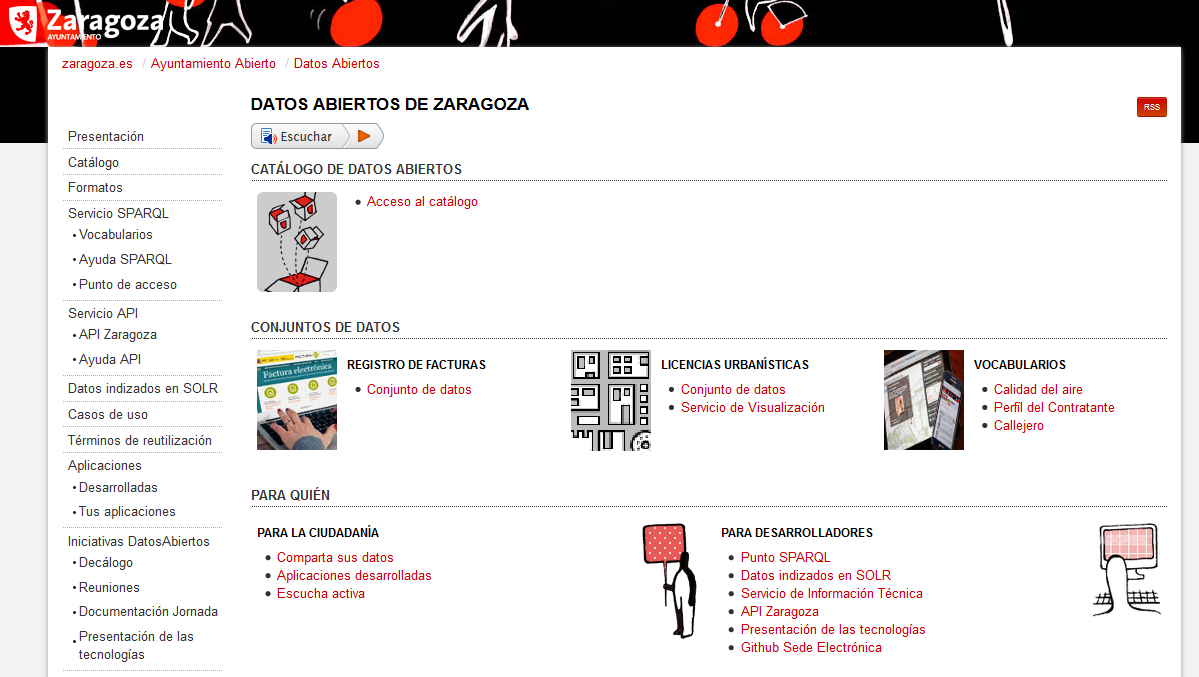 Zaragoza
AYUNTAMIENTO
zaragoza.es / Ayuntamiento Abierto / Datos Abiertos
DATOS ABIERTOS DE ZARAGOZA
RSS
Escuchar
Presentación
Catálogo
Formatos
Servicio SPARQL
• Vocabularios
• Ayuda SPARQL
• Punto de acceso
Servicio API
• API Zaragoza
• Ayuda API
Datos indizados en SOLR
Casos de uso
Términos de reutilización
Aplicaciones
• Desarrolladas
• Tus aplicaciones
Iniciativas DatosAbiertos
• Decálogo
• Reuniones
• Documentación Jornada
• Presentación de las
tecnologías
CATÁLOGO DE DATOS ABIERTOS
• Acceso al catálogo
CONJUNTOS DE DATOS
FACTURA
Factura electrónica
REGISTRO DE FACTURAS
• Conjunto de datos
LICENCIAS URBANÍSTICAS
• Conjunto de datos
• Servicio de Visualización
VOCABULARIOS
• Calidad del aire
• Perfíl del Contratante
• Callejero
PARA QUIÉN
PARA LA CIUDADANÍA
• Comparta sus datos
• Aplicaciones desarrolladas
• Escucha activa
PARA DESARROLLADORES
• Punto SPARQL
• Datos indizados en SOLR
• Servicio de Información Técnica
• API Zaragoza
• Presentación de las tecnologías
• Github Sede Electrónica